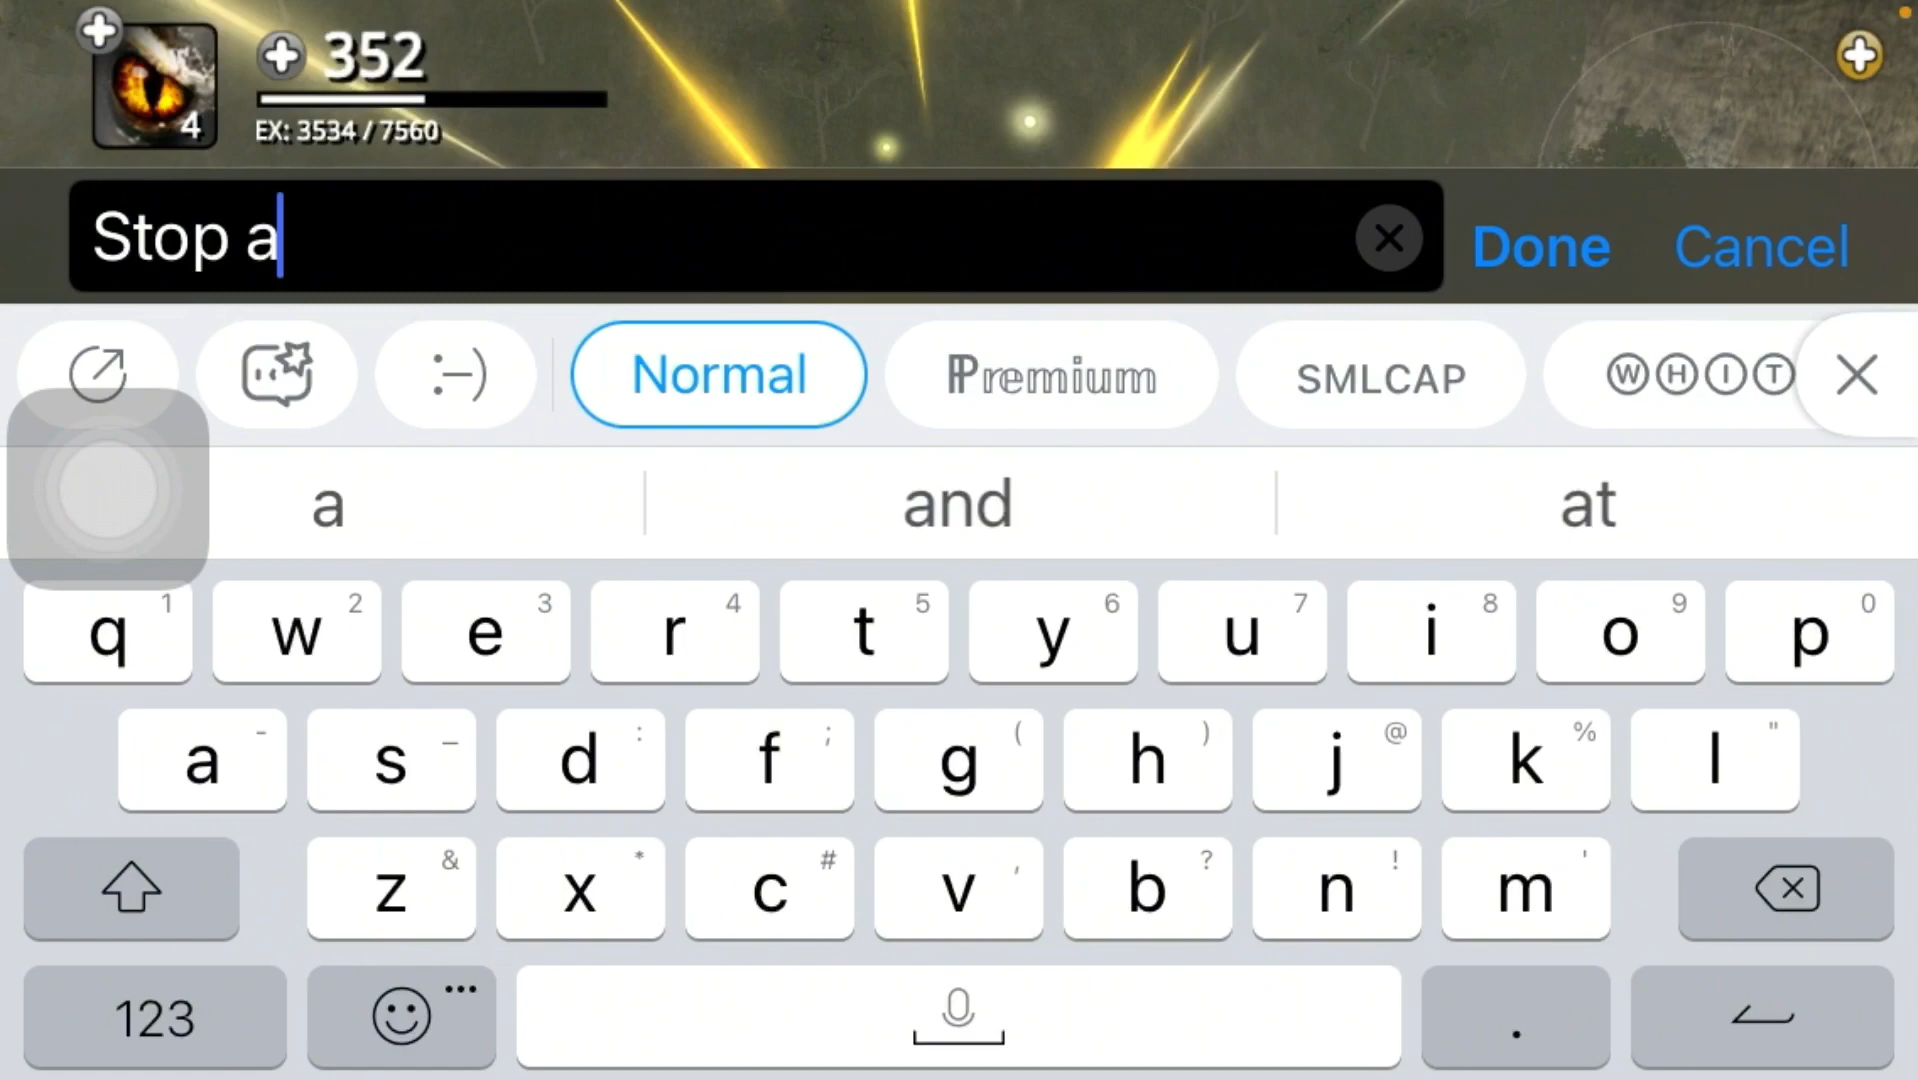 352
4
EX: 3534 / 7560
Stop a
Done Cancel
:-) Normal ℙremium SMLCAP ⓌⒽⒾⓉ
a and at
q 1 w 2 e 3 r 4 t 5 y 6 u 7 i 8 o 9 p 0
a - s _ d : f ; g ( h ) j @ k % l "
z & x * c # v , b ? n ! m '
123 .